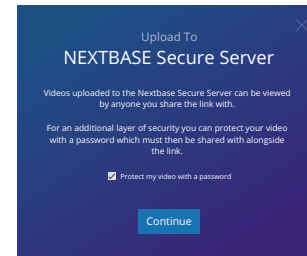 Upload To
NEXTBASE Secure Server
Videos uploaded to the Nextbase Secure Server can be viewed
by anyone you share the link with.
For an additional layer of security you can protect your video
with a password which must then be shared with alongside
the link.
Protect my video with a password
Continue